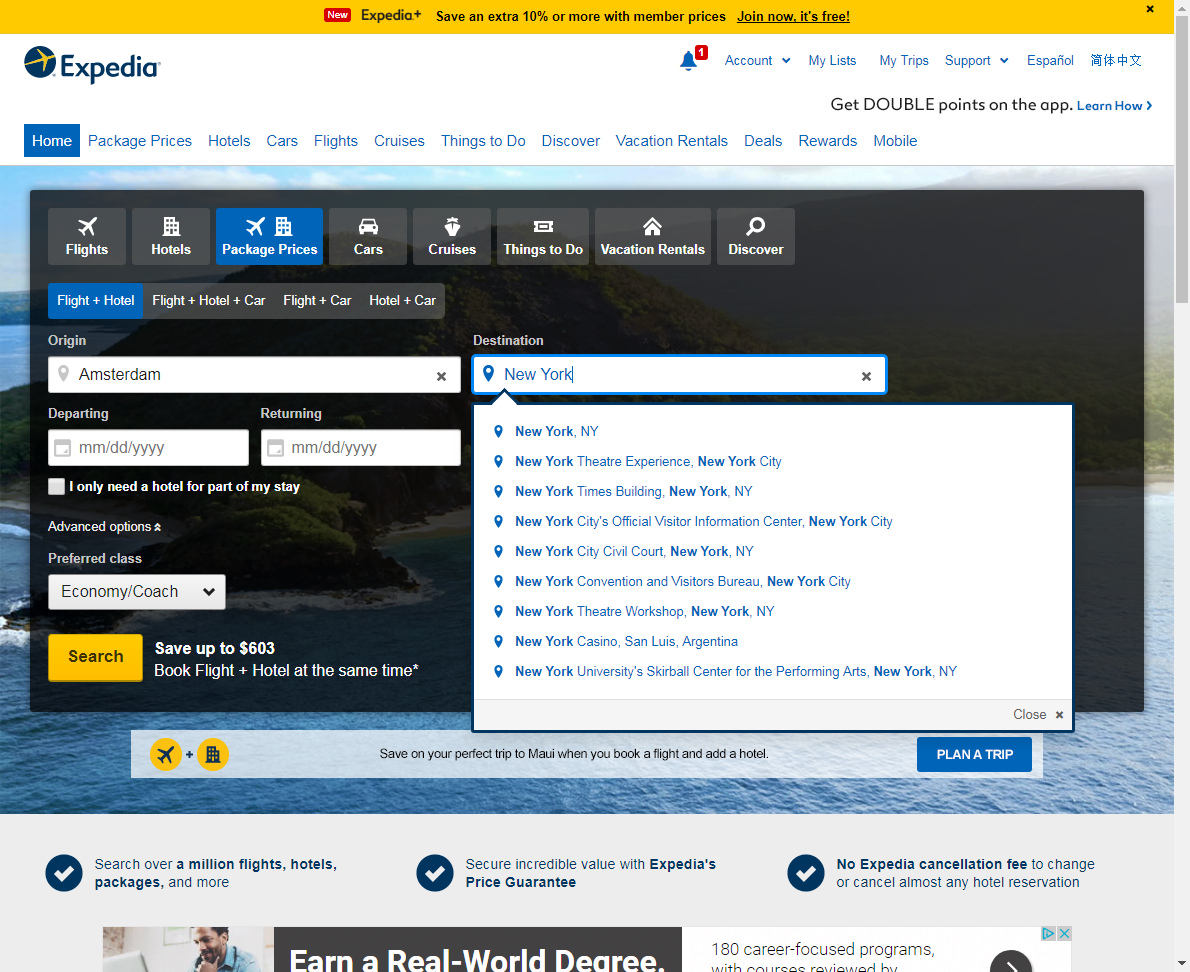 New Expedia+ Save an extra 10% or more with member prices Join now, it's free!
Expedia
1 Account My Lists My Trips Support Español 简体中文
Get DOUBLE points on the app. Learn How
Home Package Prices Hotels Cars Flights Cruises Things to Do Discover Vacation Rentals Deals Rewards Mobile
Flights Hotels Package Prices Cars Cruises Things to Do Vacation Rentals Discover
Flight + Hotel Flight + Hotel + Car Flight + Car Hotel + Car
Origin Destination
Amsterdam New York
Departing Returning
mm/dd/yyyy mm/dd/yyyy
I only need a hotel for part of my stay
Advanced options
Preferred class
Economy/Coach
Search Save up to $603
Book Flight + Hotel at the same time*
New York, NY
New York Theatre Experience, New York City
New York Times Building, New York, NY
New York City's Official Visitor Information Center, New York City
New York City Civil Court, New York, NY
New York Convention and Visitors Bureau, New York City
New York Theatre Workshop, New York, NY
New York Casino, San Luis, Argentina
New York University's Skirball Center for the Performing Arts, New York, NY
Close
+ Save on your perfect trip to Maui when you book a flight and add a hotel. PLAN A TRIP
Search over a million flights, hotels,
packages, and more
Secure incredible value with Expedia's
Price Guarantee
No Expedia cancellation fee to change
or cancel almost any hotel reservation
Earn a Real-World Degree.
180 career-focused programs,
with courses reviewed by